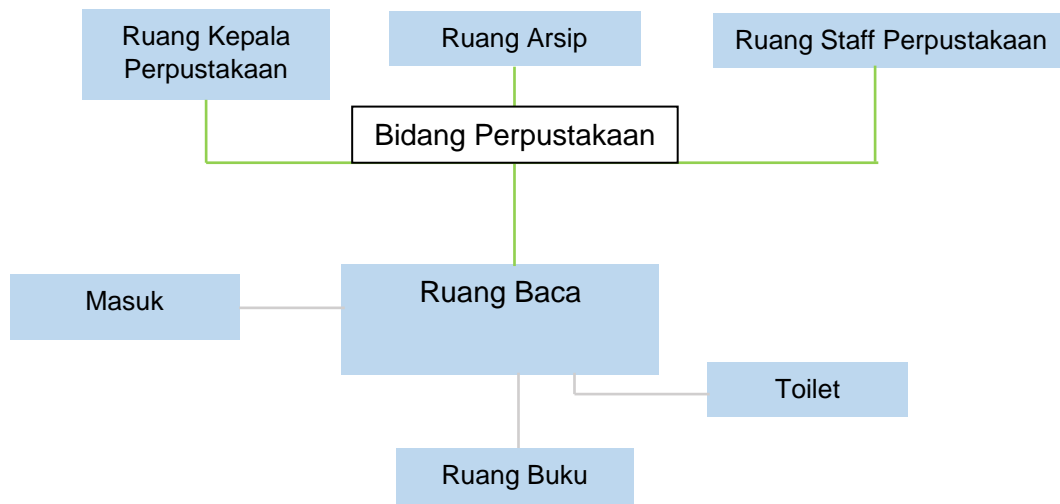 Ruang Kepala
Perpustakaan
Ruang Arsip
Ruang Staff Perpustakaan
Bidang Perpustakaan
Masuk
Ruang Baca
Toilet
Ruang Buku